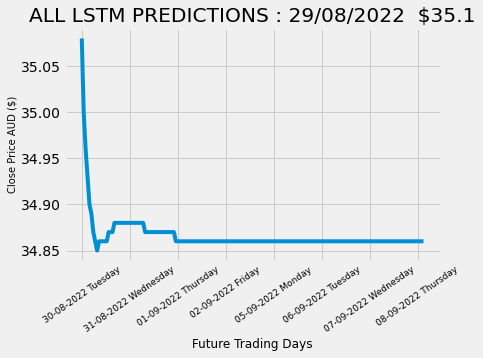 ALL LSTM PREDICTIONS : 29/08/2022 $35.1
Close Price AUD ($)
35.05
35.00
34.95
34.90
34.85
30-08-2022 Tuesday
31-08-2022 Wednesday
01-09-2022 Thursday
02-09-2022 Friday
05-09-2022 Monday
06-09-2022 Tuesday
07-09-2022 Wednesday
08-09-2022 Thursday
Future Trading Days